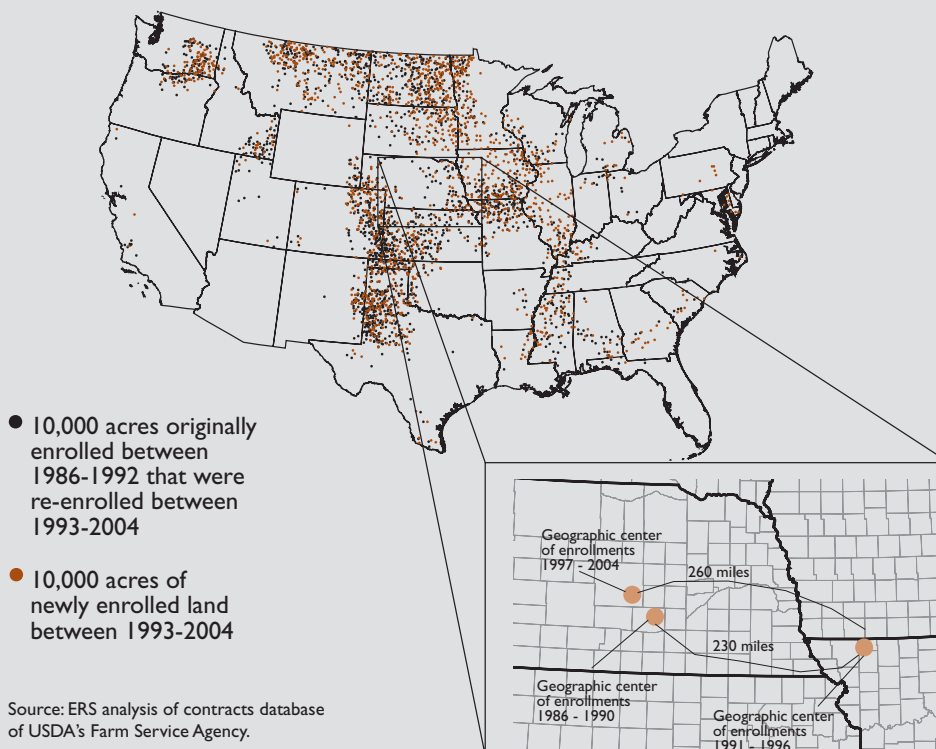 10,000 acres originally
enrolled between
1986-1992 that were
re-enrolled between
1993-2004
10,000 acres of
newly enrolled land
between 1993-2004
Source: ERS analysis of contracts database
of USDA's Farm Service Agency.
Geographic center
of enrollments
1997 - 2004
260 miles
230 miles
Geographic center
of enrollments
1986 - 1990
Geographic center
of enrollments
1991 - 1996